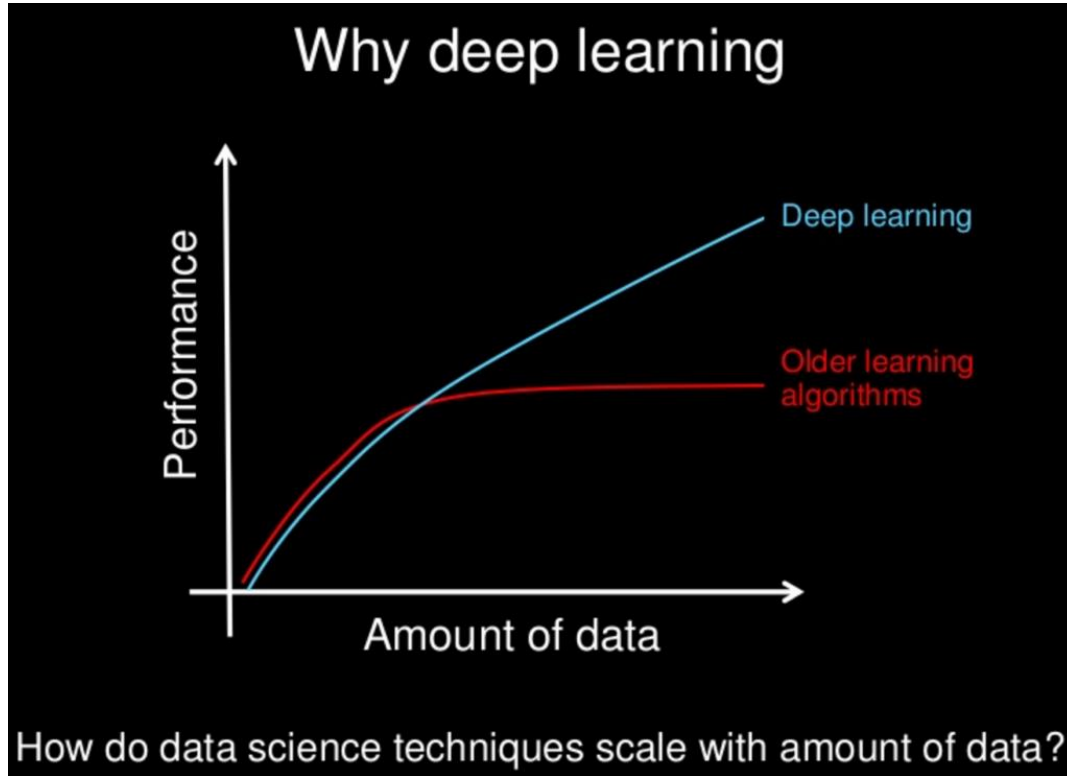 Why deep learning
Performance
Deep learning
Older learning
algorithms
Amount of data
How do data science techniques scale with amount of data?